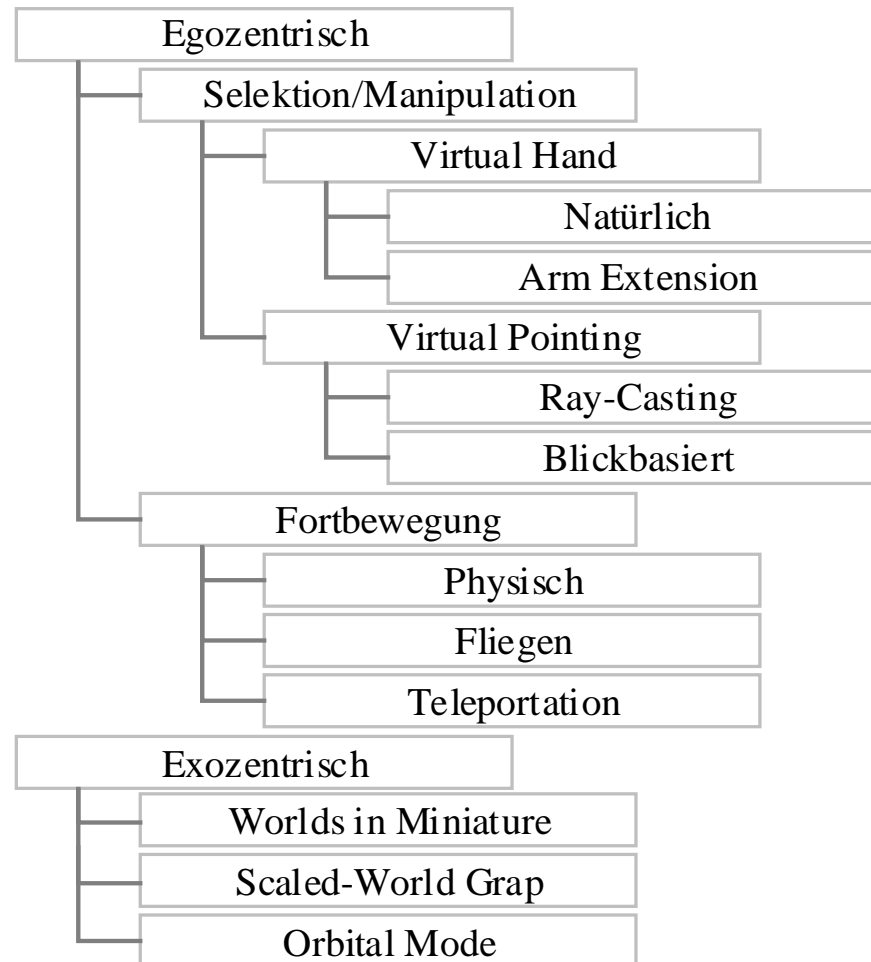 Egozentrisch
Selektion/Manipulation
Virtual Hand
Natürlich
Arm Extension
Virtual Pointing
Ray-Casting
Blickbasiert
Fortbewegung
Physisch
Fliegen
Teleportation
Exozentrisch
Worlds in Miniature
Scaled-World Grap
Orbital Mode